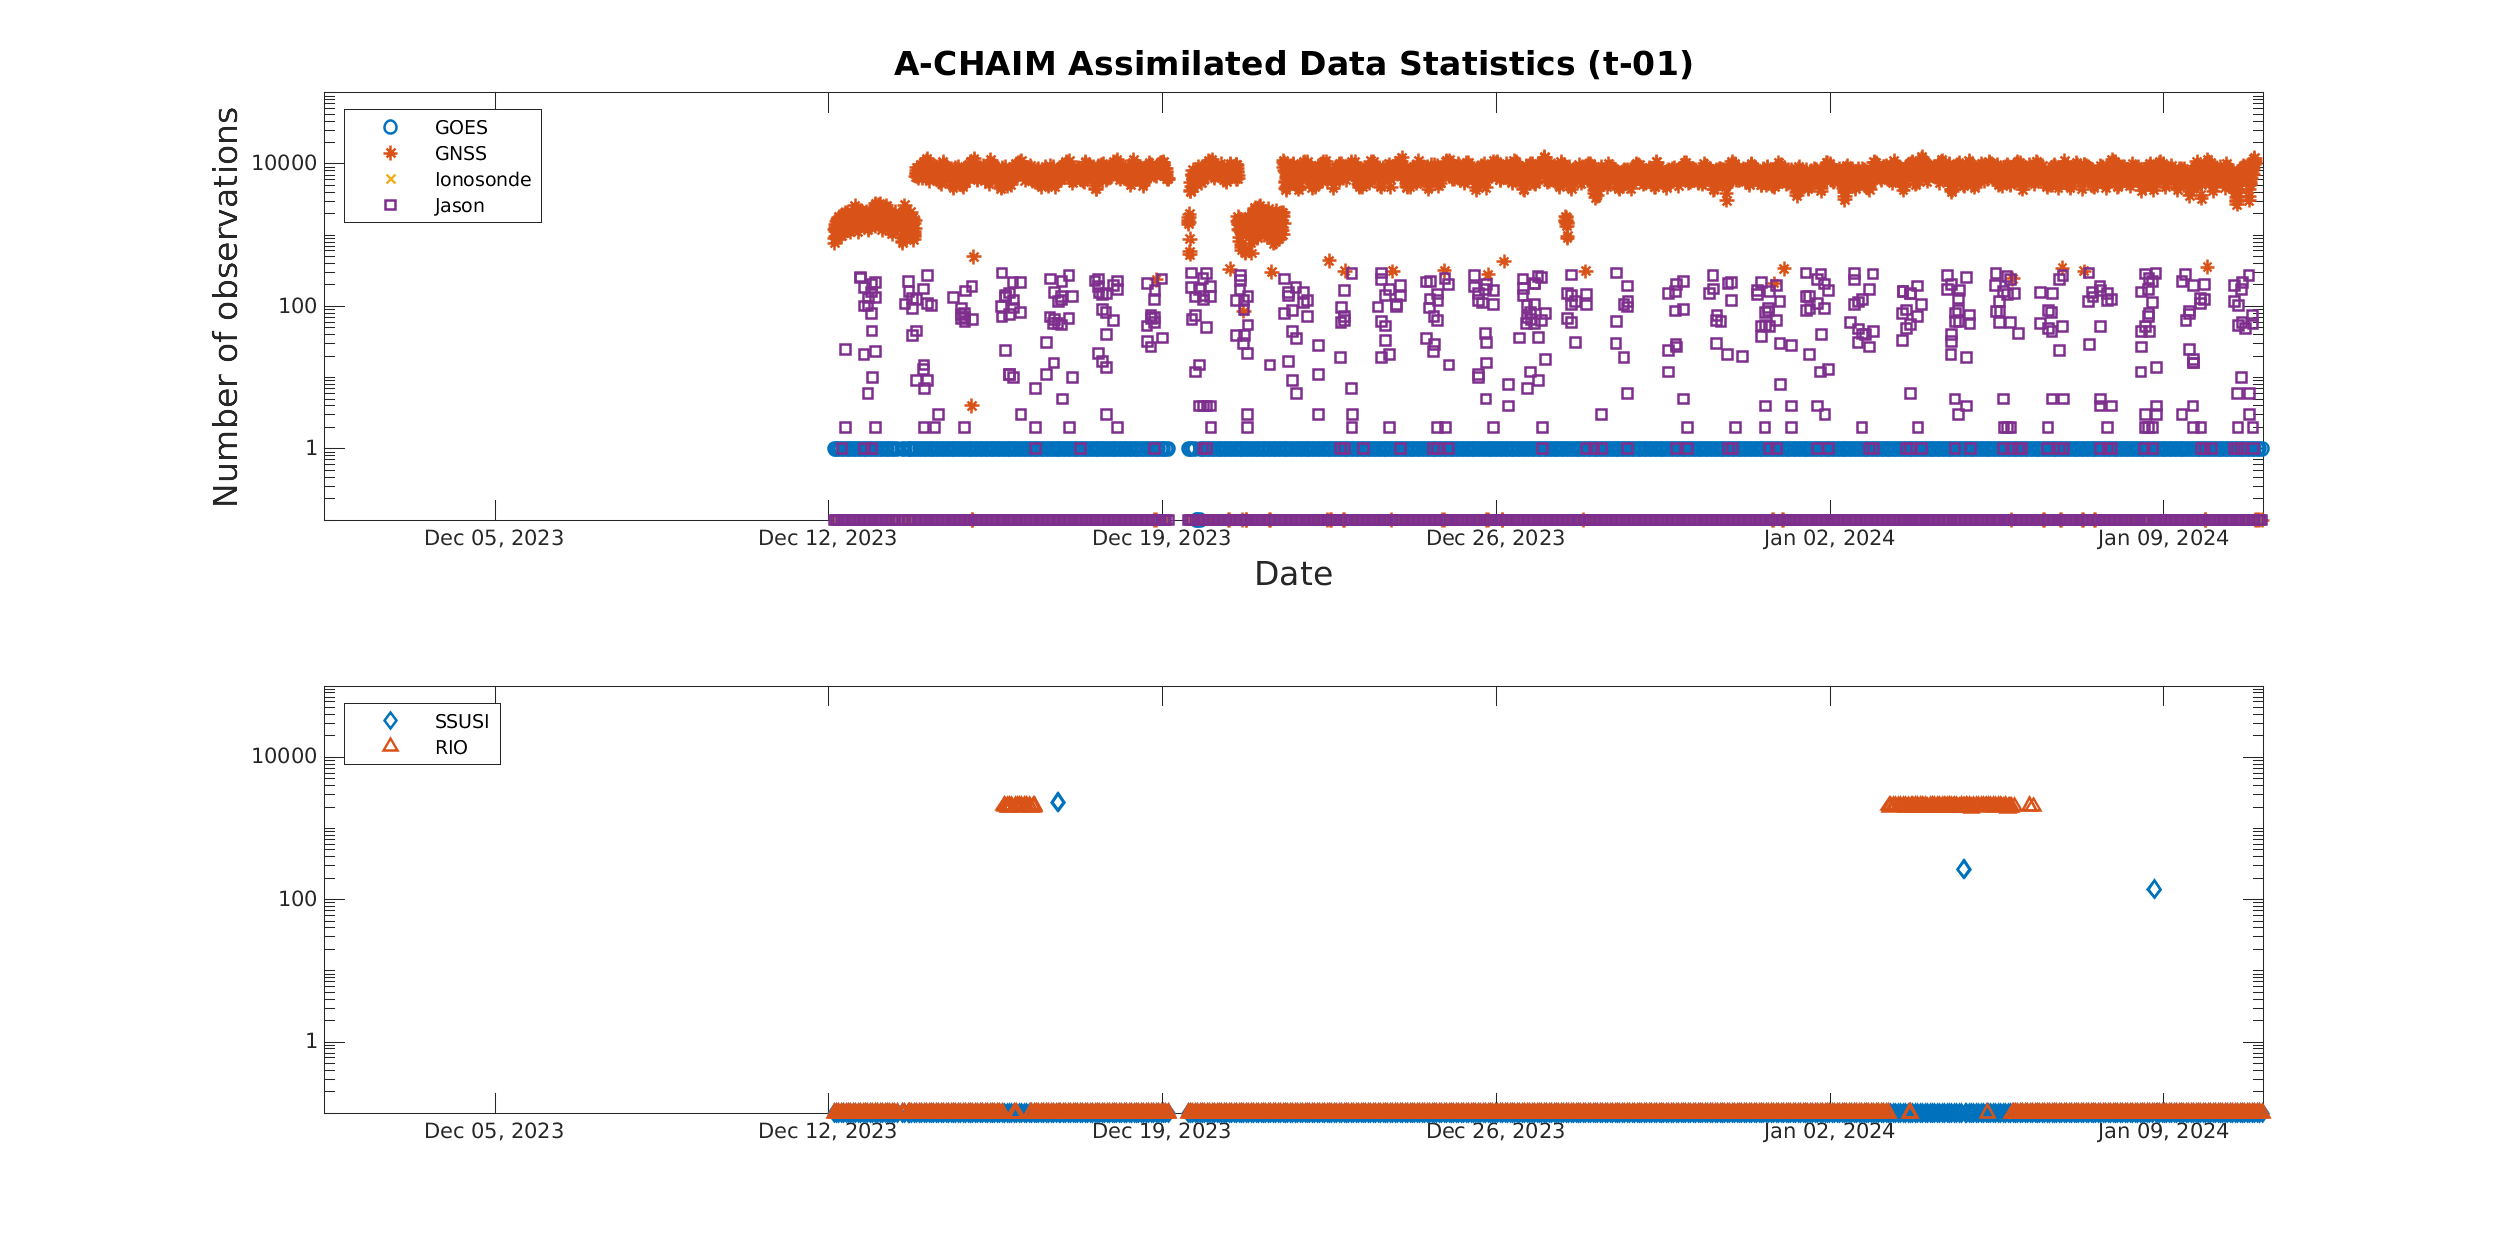 A-CHAIM Assimilated Data Statistics (t-01)
Number of observations
10000
100
1
GOES
GNSS
Ionosonde
Jason
Dec 05, 2023
Dec 12, 2023
Dec 19, 2023
Dec 26, 2023
Jan 02, 2024
Jan 09, 2024
Date
10000
100
1
SSUSI
RIO
Dec 05, 2023
Dec 12, 2023
Dec 19, 2023
Dec 26, 2023
Jan 02, 2024
Jan 09, 2024